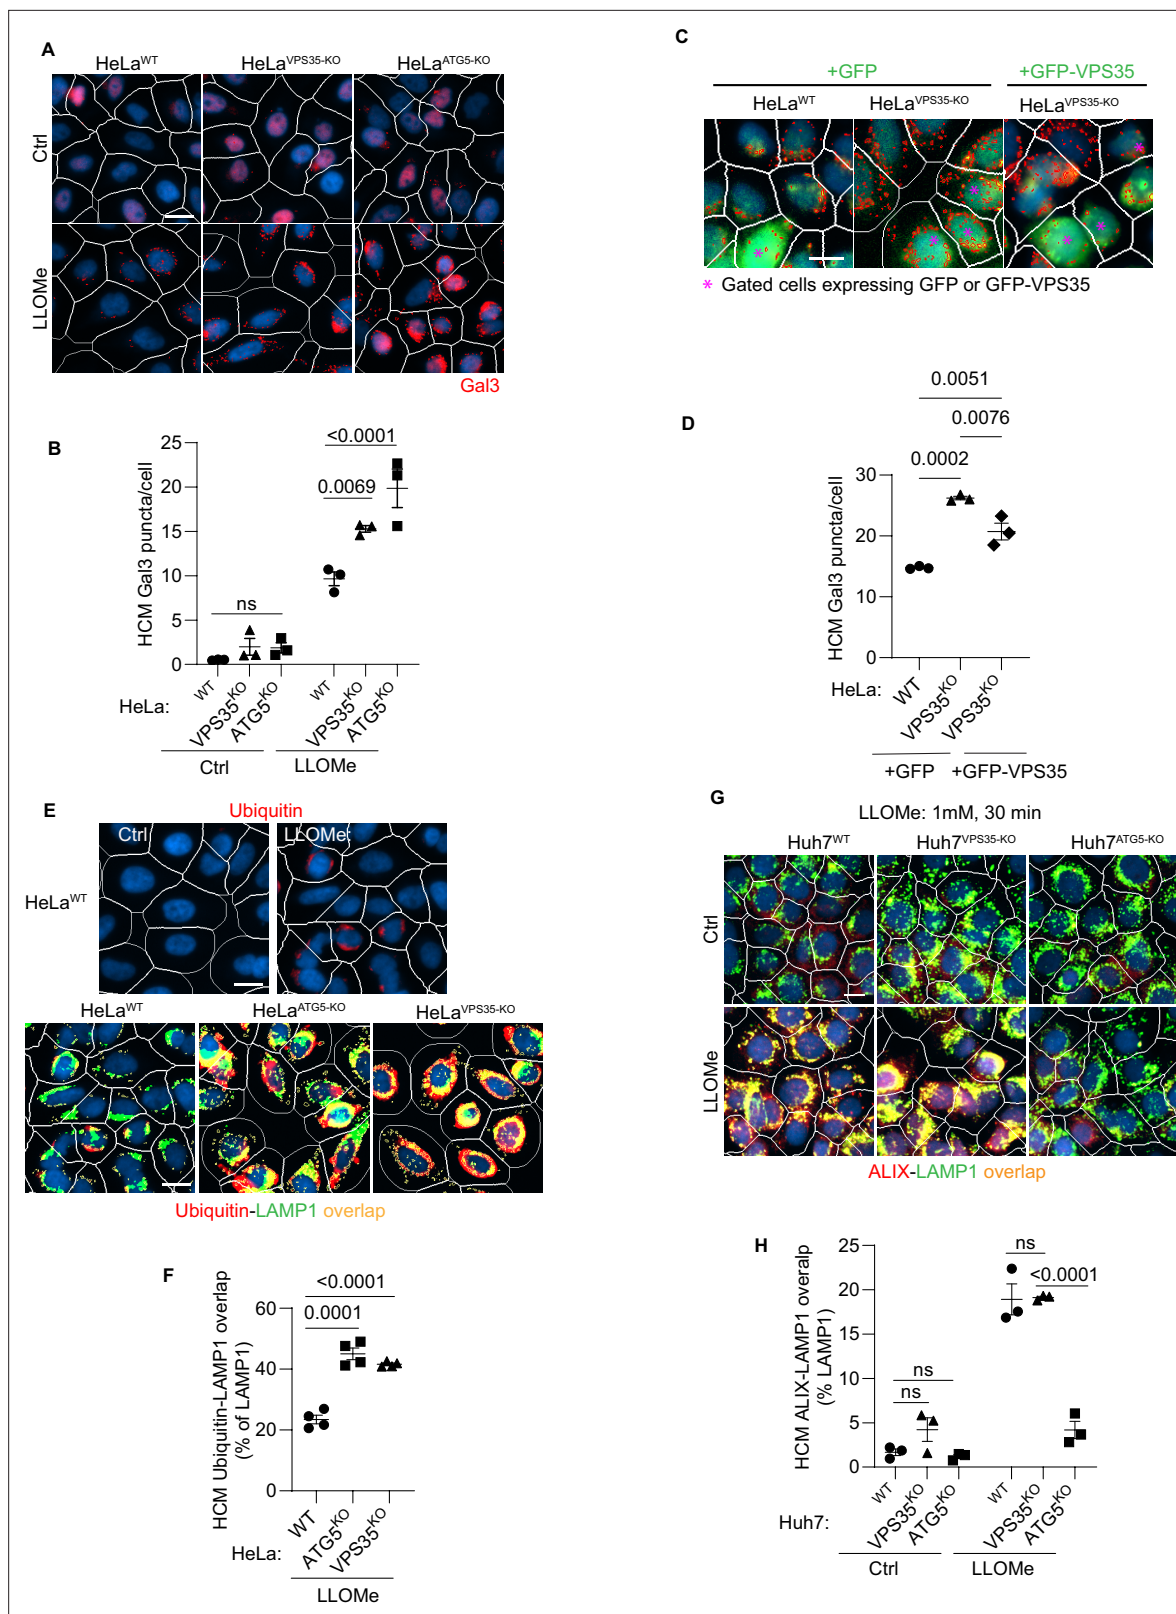 A
HeLaWT
HeLaVPS35-KO
HeLaATG5-KO
Ctrl
LLOMe
Gal3
B
HCM Gal3 puncta/cell
25
20
15
10
5
0
ns
<0.0001
0.0069
HeLa:
WT
VPS35KO
ATG5KO
WT
VPS35KO
ATG5KO
Ctrl
LLOMe
C
+GFP
+GFP-VPS35
HeLaWT
HeLaVPS35-KO
HeLaVPS35-KO
* Gated cells expressing GFP or GFP-VPS35
D
HCM Gal3 puncta/cell
30
20
10
0
0.0051
0.0076
0.0002
HeLa:
WT
VPS35KO
VPS35KO
+GFP
+GFP-VPS35
E
Ubiquitin
Ctrl
LLOMe
HeLaWT
HeLaWT
HeLaATG5-KO
HeLaVPS35-KO
Ubiquitin-LAMP1 overlap
F
HCM Ubiquitin-LAMP1 overlap
(% of LAMP1)
60
40
20
0
<0.0001
0.0001
HeLa:
WT
ATG5KO
VPS35KO
LLOMe
G
LLOMe: 1mM, 30 min
Huh7WT
Huh7VPS35-KO
Huh7ATG5-KO
Ctrl
LLOMe
ALIX-LAMP1 overlap
H
HCM ALIX-LAMP1 overalp
(% LAMP1)
25
20
15
10
5
0
ns
ns
ns
<0.0001
Huh7:
WT
VPS35KO
ATG5KO
WT
VPS35KO
ATG5KO
Ctrl
LLOMe